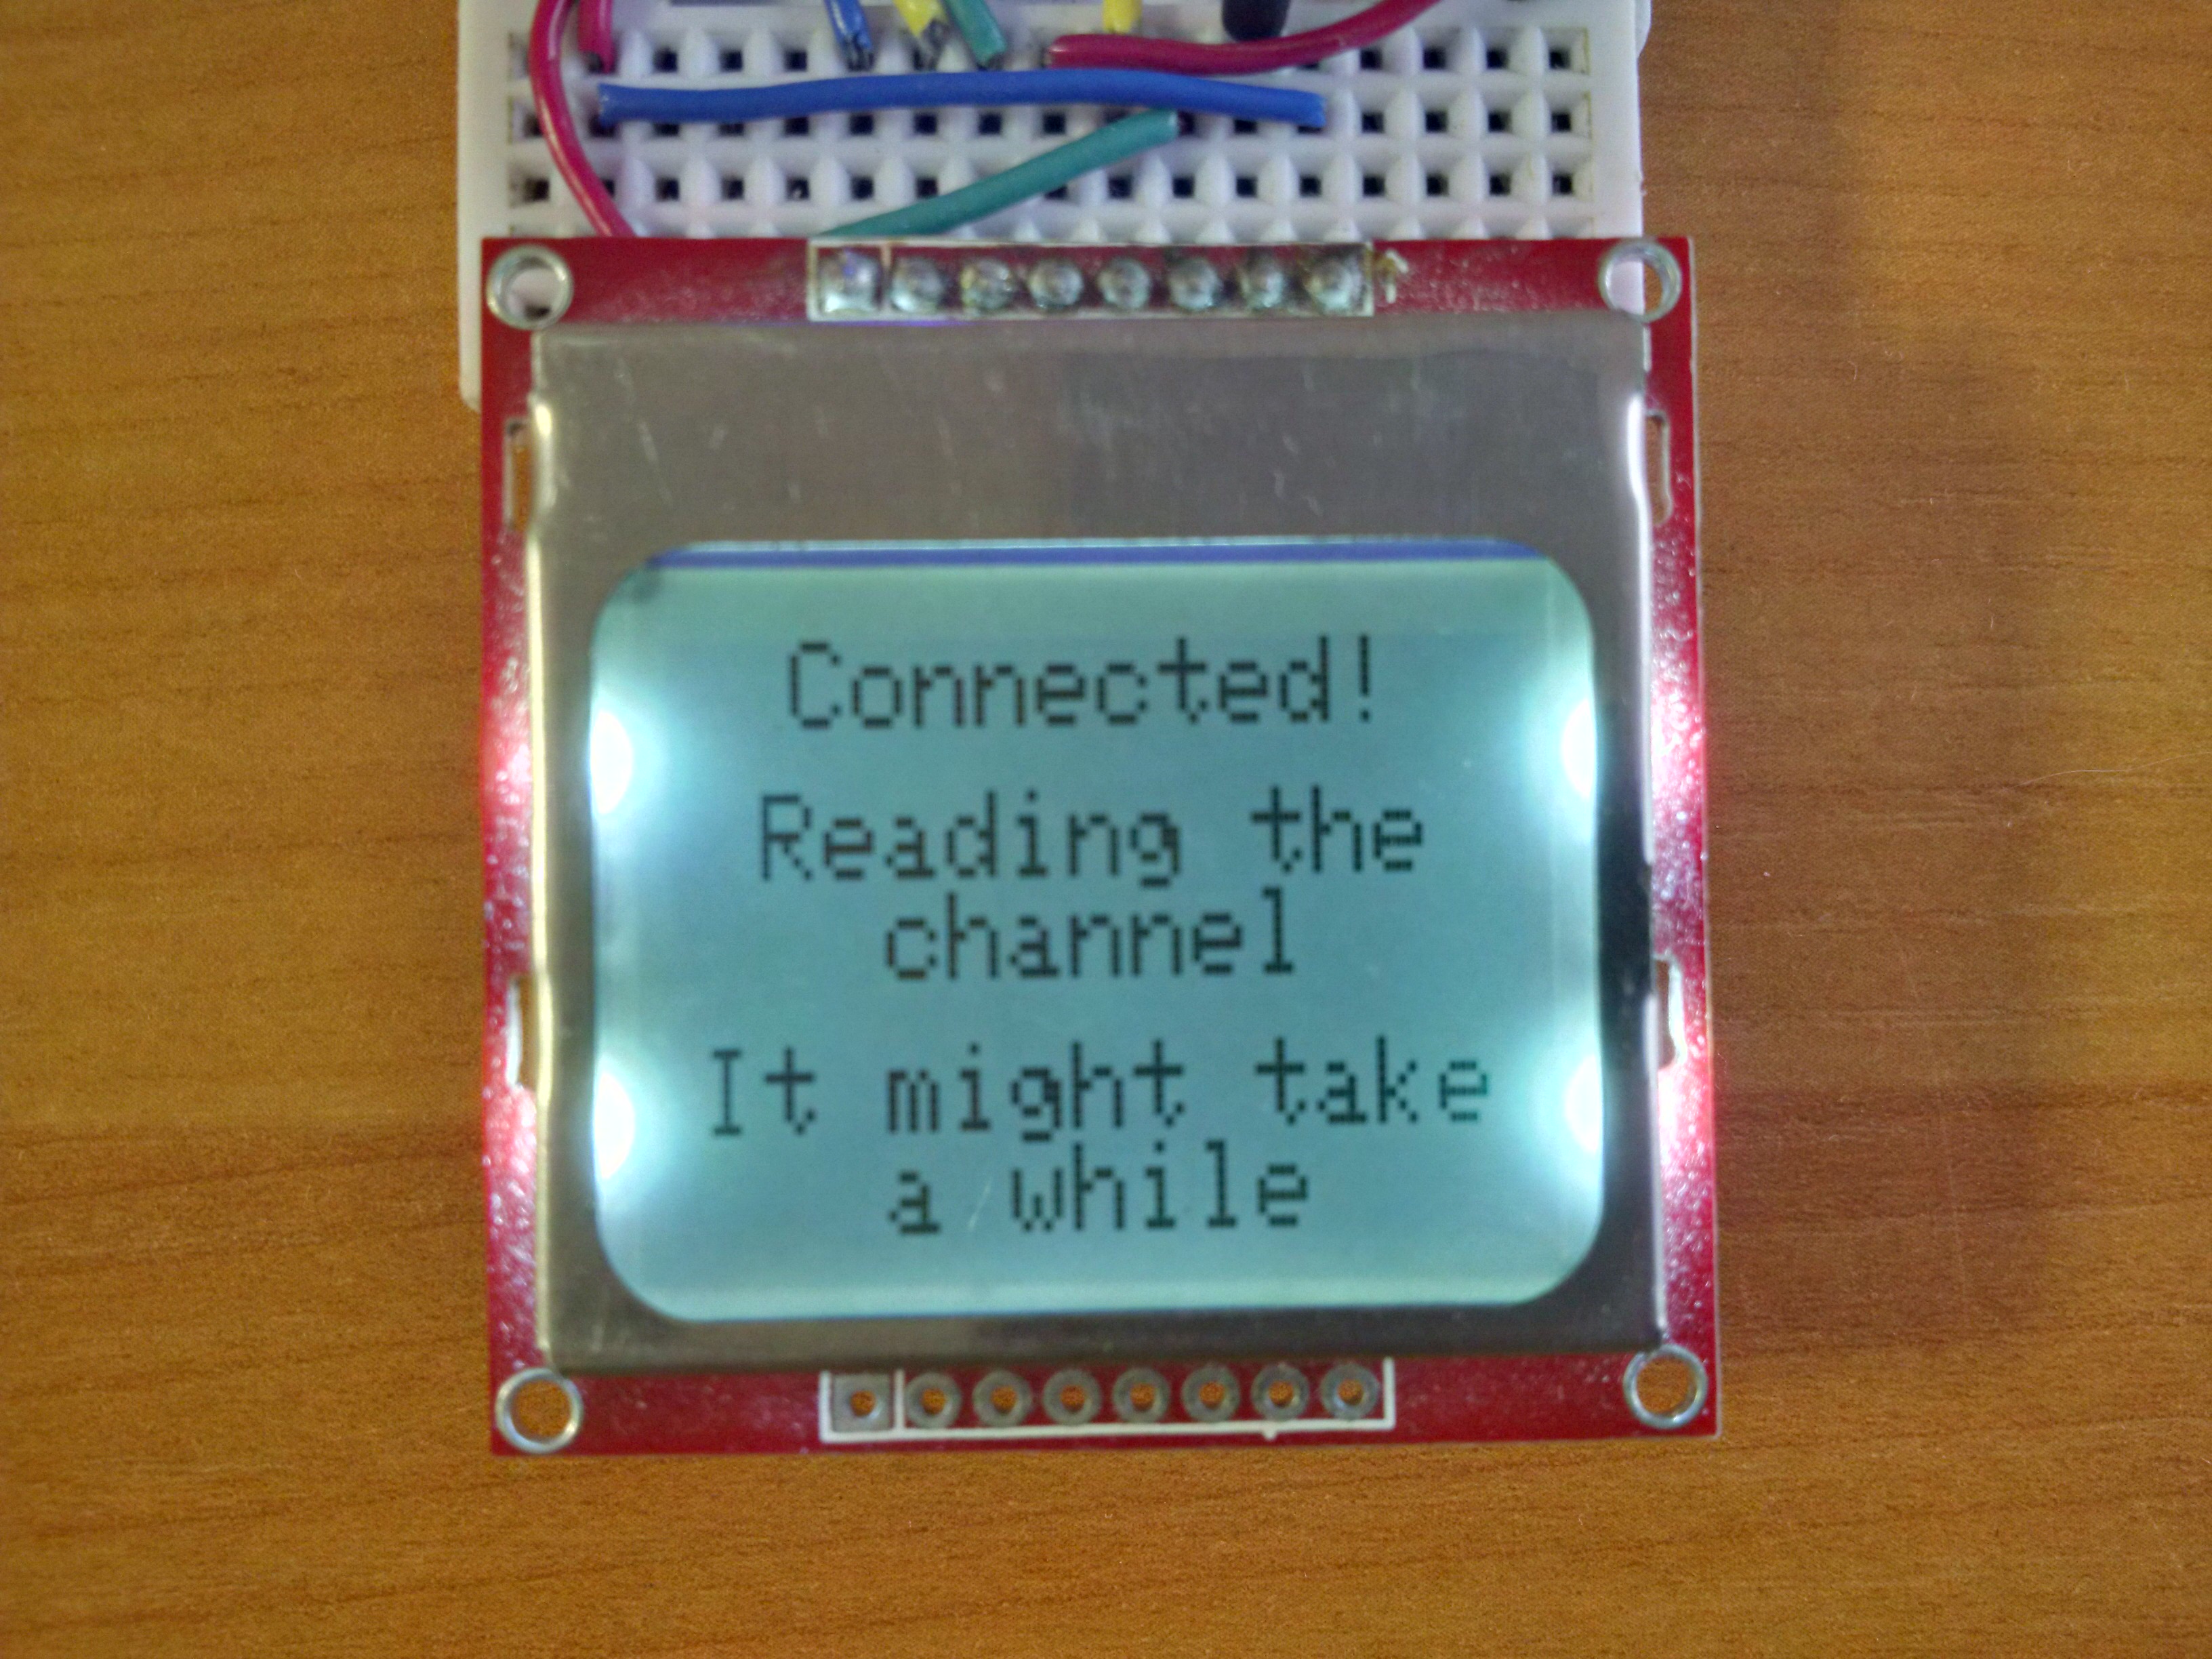 Connected!
Reading the
channel
It might take
a while